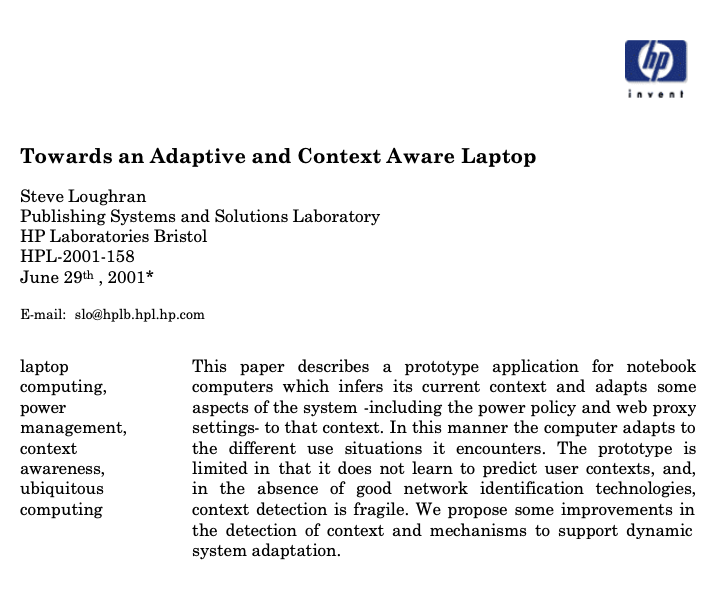 hp
invent
Towards an Adaptive and Context Aware Laptop
Steve Loughran
Publishing Systems and Solutions Laboratory
HP Laboratories Bristol
HPL-2001-158
June 29th , 2001*
E-mail: slo@hplb.hpl.hp.com
laptop
computing,
power
management,
context
awareness,
ubiquitous
computing
This paper describes a prototype application for notebook
computers which infers its current context and adapts some
aspects of the system -including the power policy and web proxy
settings- to that context. In this manner the computer adapts to
the different use situations it encounters. The prototype is
limited in that it does not learn to predict user contexts, and,
in the absence of good network identification technologies,
context detection is fragile. We propose some improvements in
the detection of context and mechanisms to support dynamic
system adaptation.